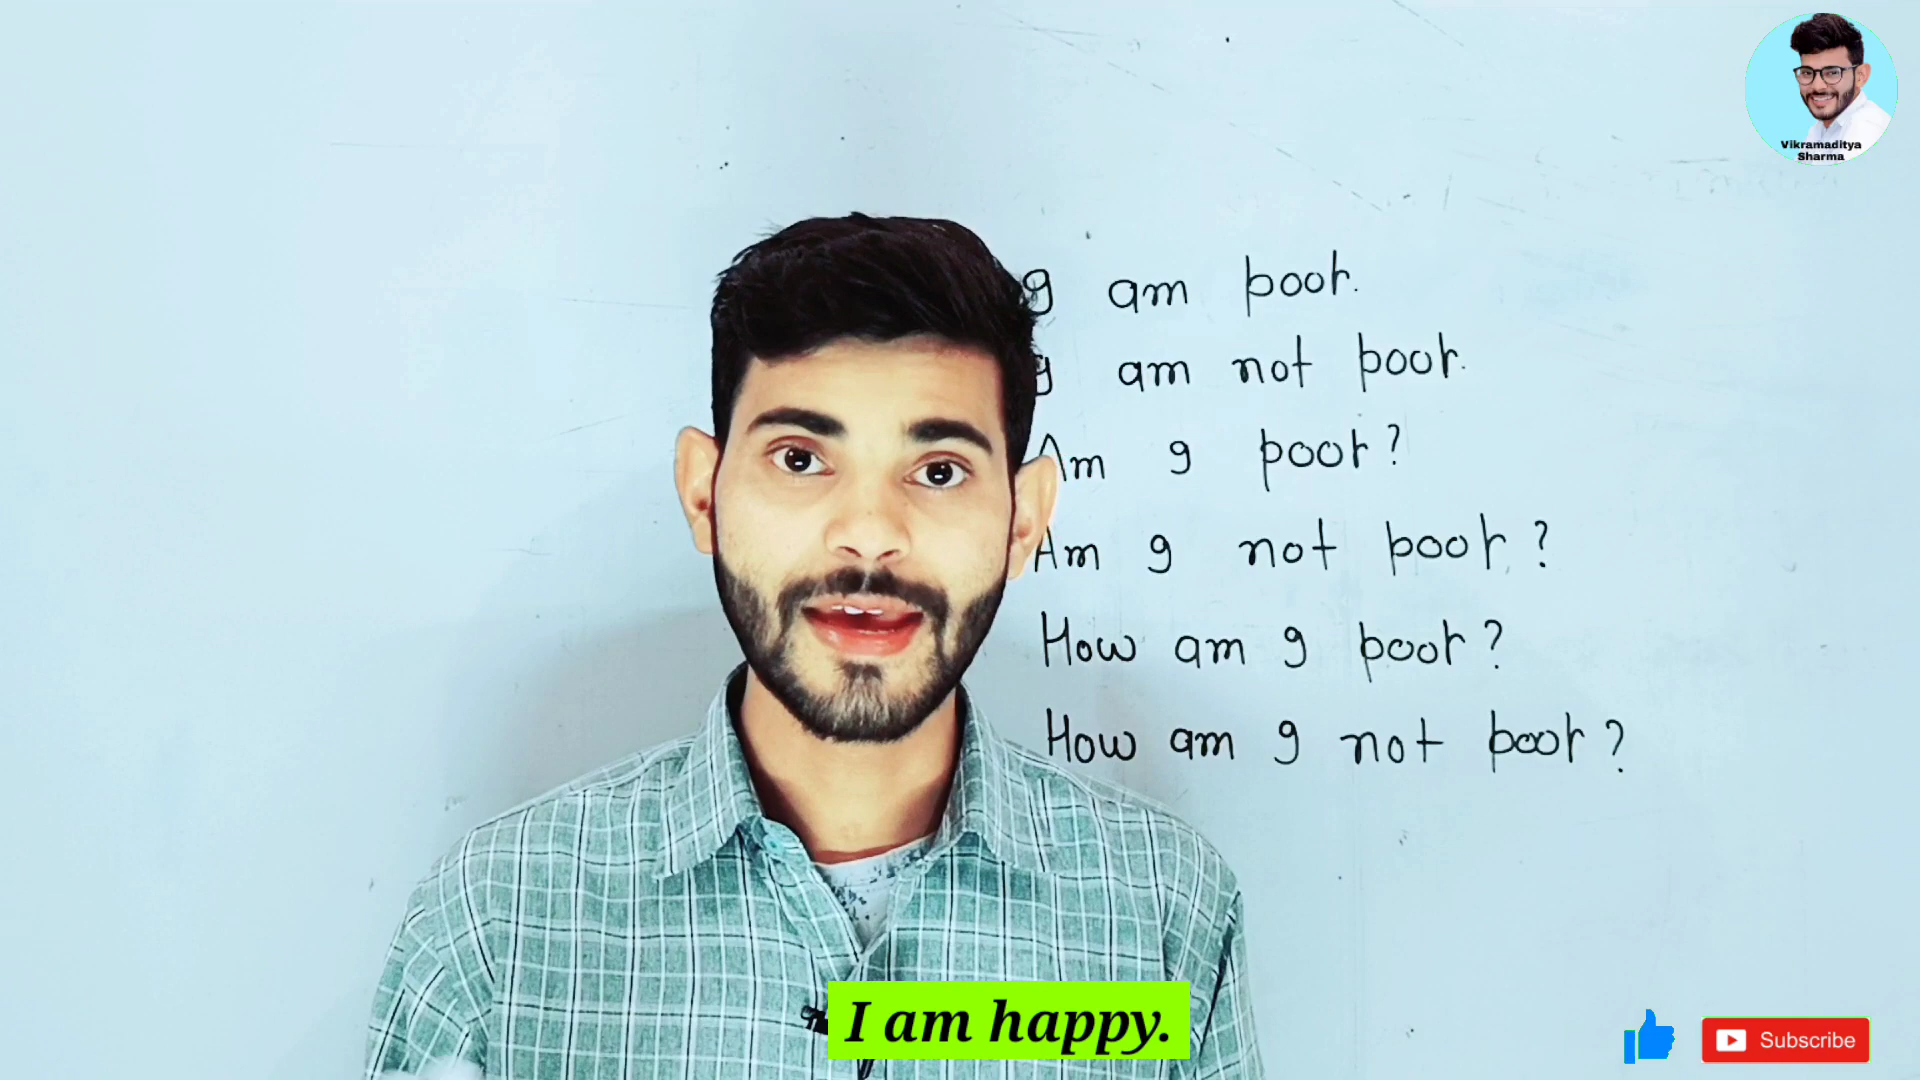 Vikramaditya
Sharma
I am poor.
I am not poor.
Am I poor?
Am I not poor?
How am I poor?
How am I not poor?
I am happy.
Subscribe